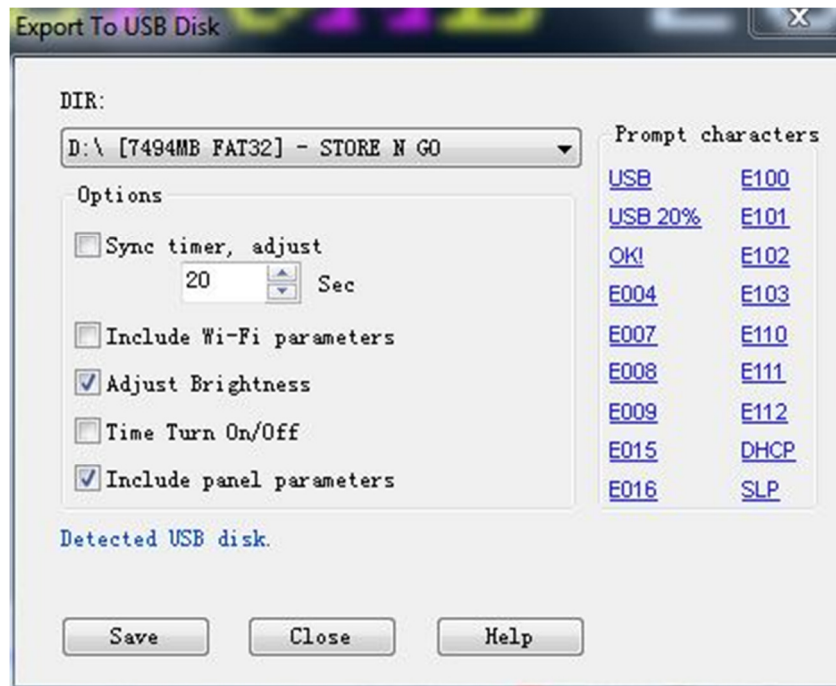 Export To USB Disk
DIR:
D:\ [7494MB FAT32] - STORE N GO
Options
Sync timer, adjust
20 Sec
Include Wi-Fi parameters
Adjust Brightness
Time Turn On/Off
Include panel parameters
Prompt characters
USB E100
USB 20% E101
OK! E102
E004 E103
E007 E110
E008 E111
E009 E112
E015 DHCP
E016 SLP
Detected USB disk.
Save Close Help